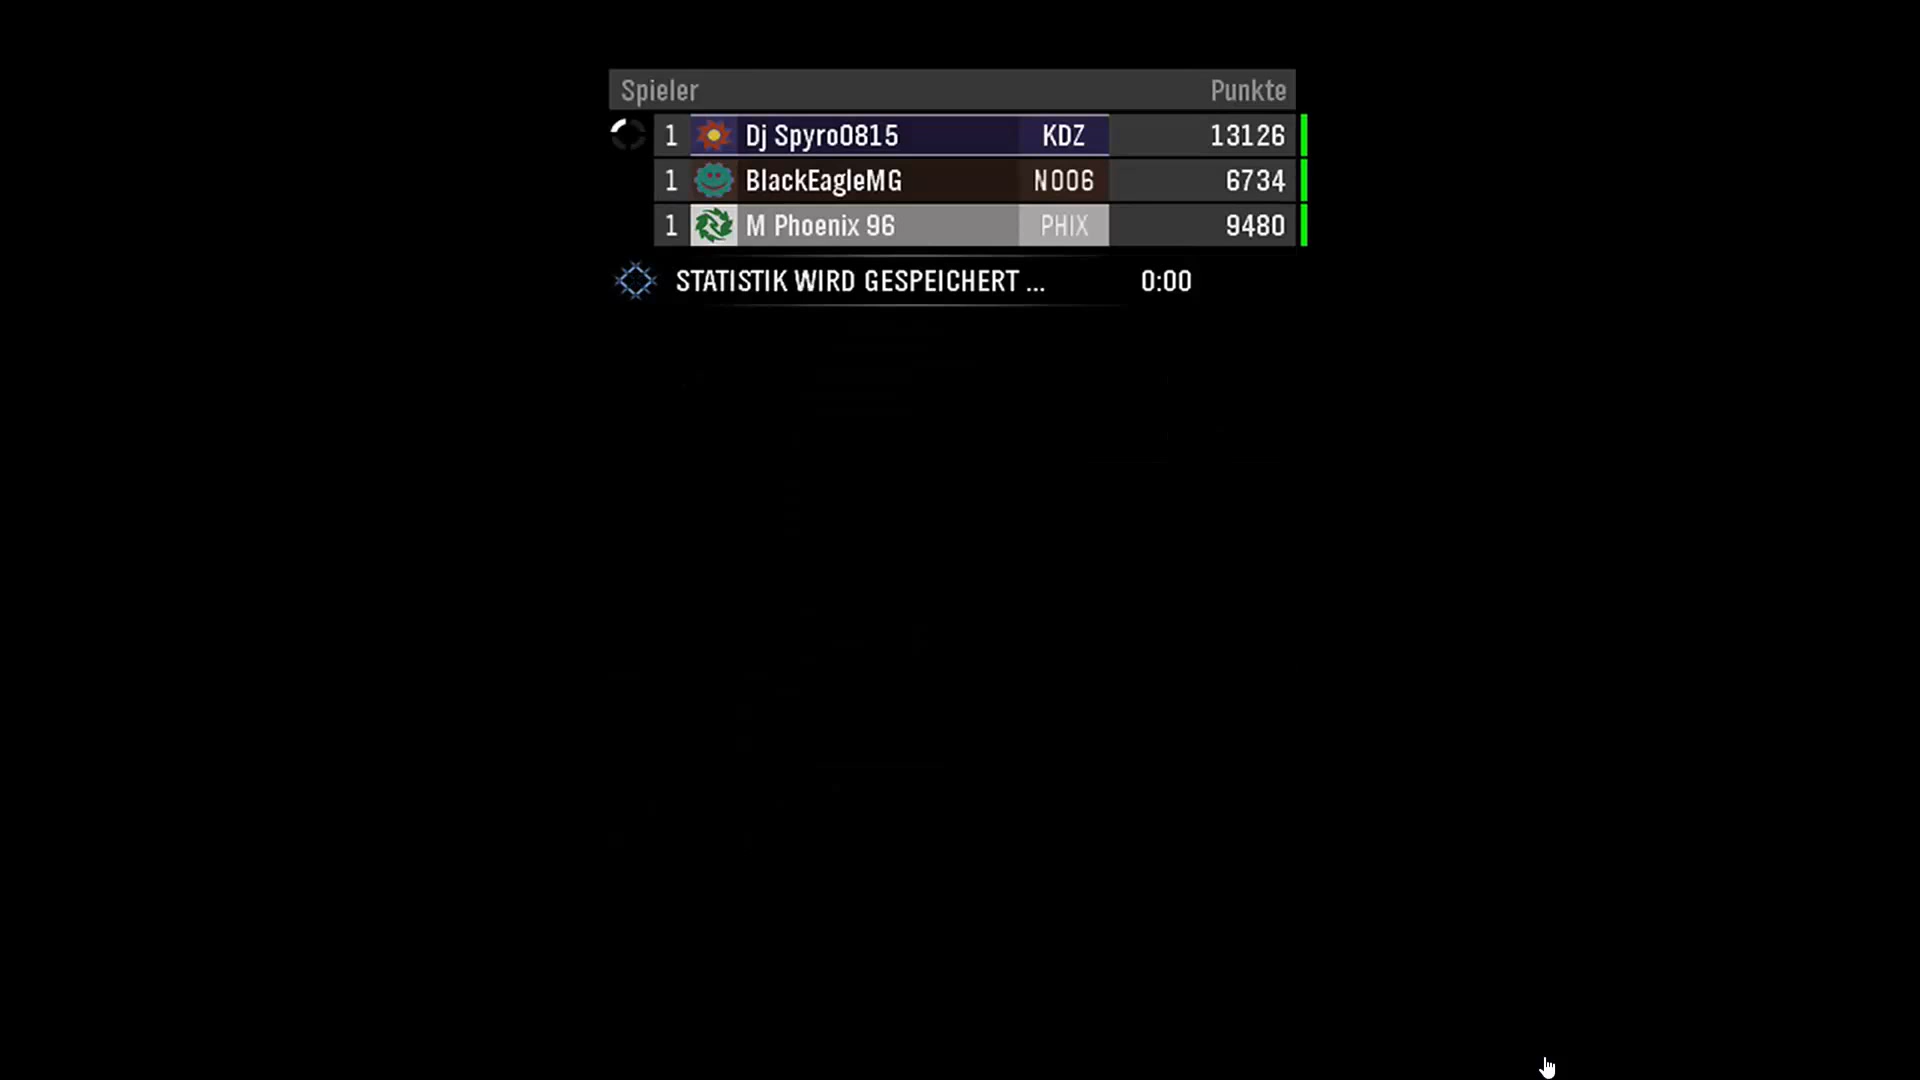 Spieler Punkte
1 Dj Spyro0815 KDZ 13126
1 BlackEagleMG N006 6734
1 M Phoenix 96 PHIX 9480
STATISTIK WIRD GESPEICHERT ... 0:00